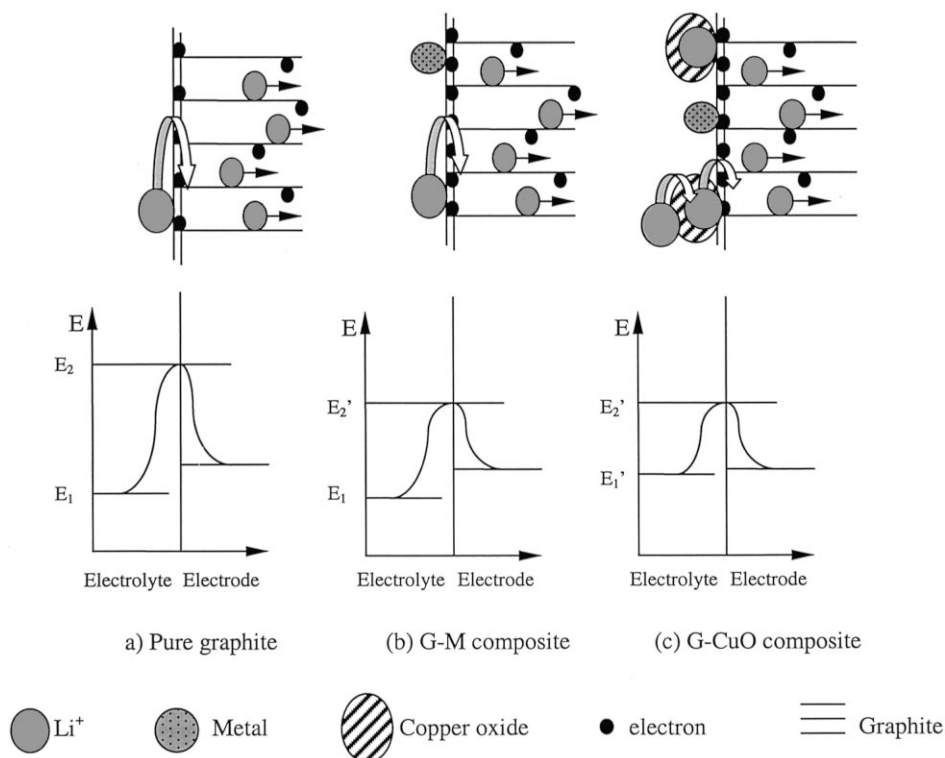 E
E₂
E₁
Electrolyte Electrode
E
E₂’
E₁
Electrolyte Electrode
E
E₂’
E₁’
Electrolyte Electrode
a) Pure graphite
(b) G-M composite
(c) G-CuO composite
Li⁺
Metal
Copper oxide
electron
Graphite